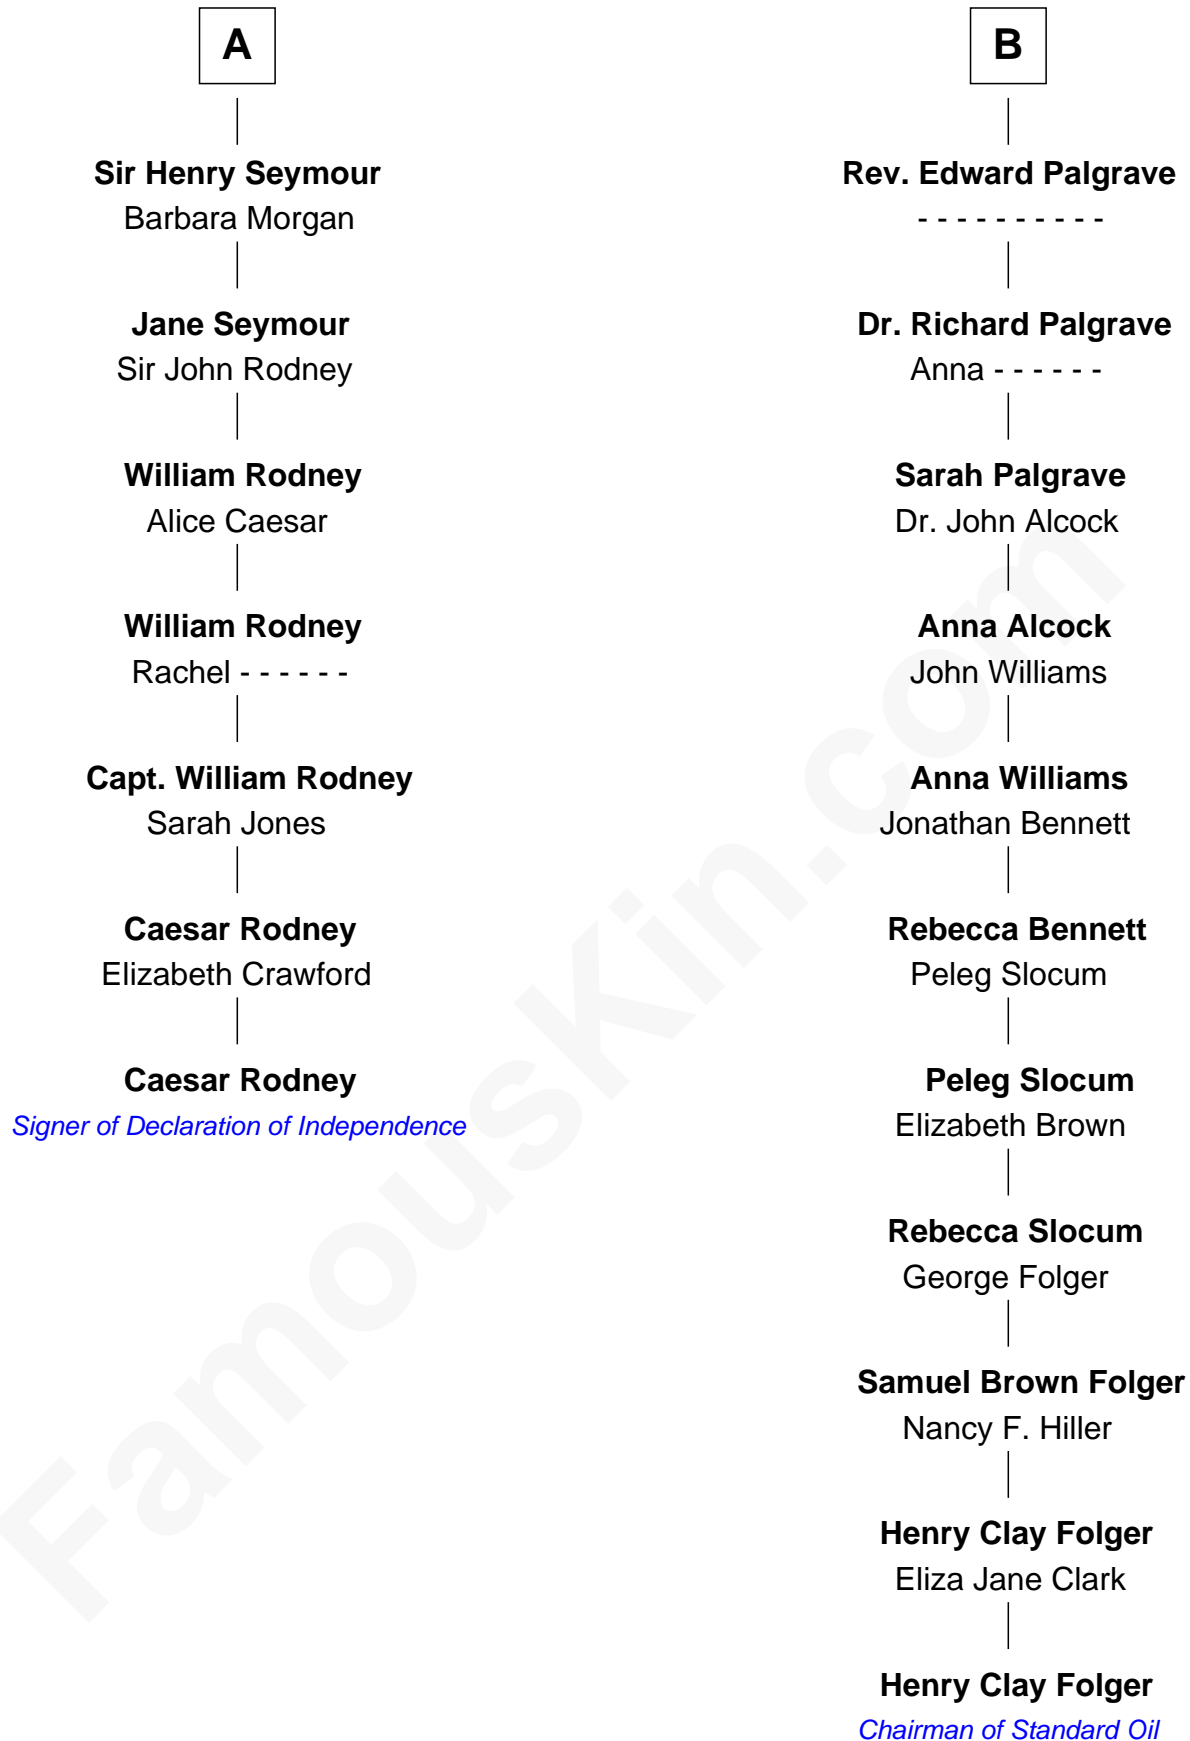 A
Sir Henry Seymour
Barbara Morgan
Jane Seymour
Sir John Rodney
William Rodney
Alice Caesar
William Rodney
Rachel - - - - - -
Capt. William Rodney
Sarah Jones
Caesar Rodney
Elizabeth Crawford
Caesar Rodney
Signer of Declaration of Independence
B
Rev. Edward Palgrave
- - - - - - - - - -
Dr. Richard Palgrave
Anna - - - - - -
Sarah Palgrave
Dr. John Alcock
Anna Alcock
John Williams
Anna Williams
Jonathan Bennett
Rebecca Bennett
Peleg Slocum
Peleg Slocum
Elizabeth Brown
Rebecca Slocum
George Folger
Samuel Brown Folger
Nancy F. Hiller
Henry Clay Folger
Eliza Jane Clark
Henry Clay Folger
Chairman of Standard Oil
FamousKin.com